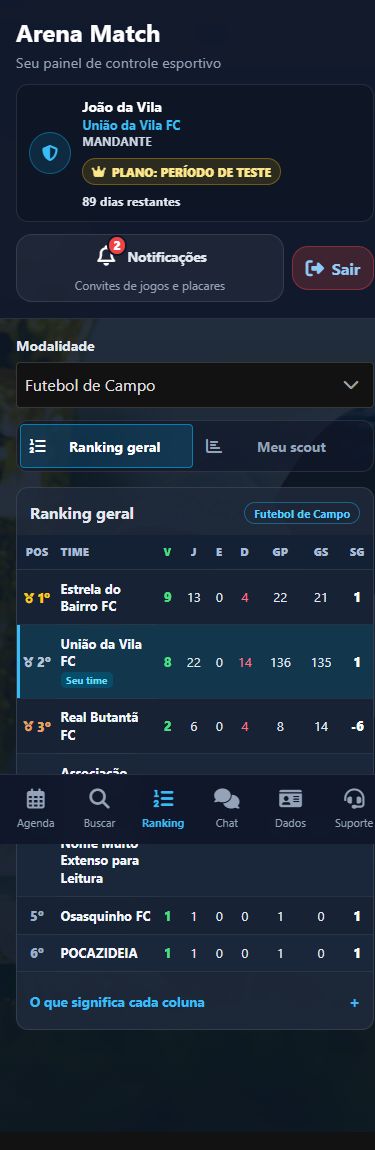 Arena Match
Seu painel de controle esportivo
João da Vila
União da Vila FC
MANDANTE
PLANO: PERÍODO DE TESTE
89 dias restantes
2
Notificações
Convites de jogos e placares
Sair
Modalidade
Futebol de Campo
Ranking geral
Meu scout
Ranking geral
Futebol de Campo
POS TIME V J E D GP GS SG
1º Estrela do Bairro FC 9 13 0 4 22 21 1
2º União da Vila FC 8 22 0 14 136 135 1
Seu time
3º Real Butantã FC 2 6 0 4 8 14 -6
Associação
Agenda Buscar Ranking Chat Dados Suporte
Nome Muito
Extenso para
Leitura
5º Osasquinho FC 1 1 0 0 1 0 1
6º POCAZIDEIA 1 1 0 0 1 0 1
O que significa cada coluna +